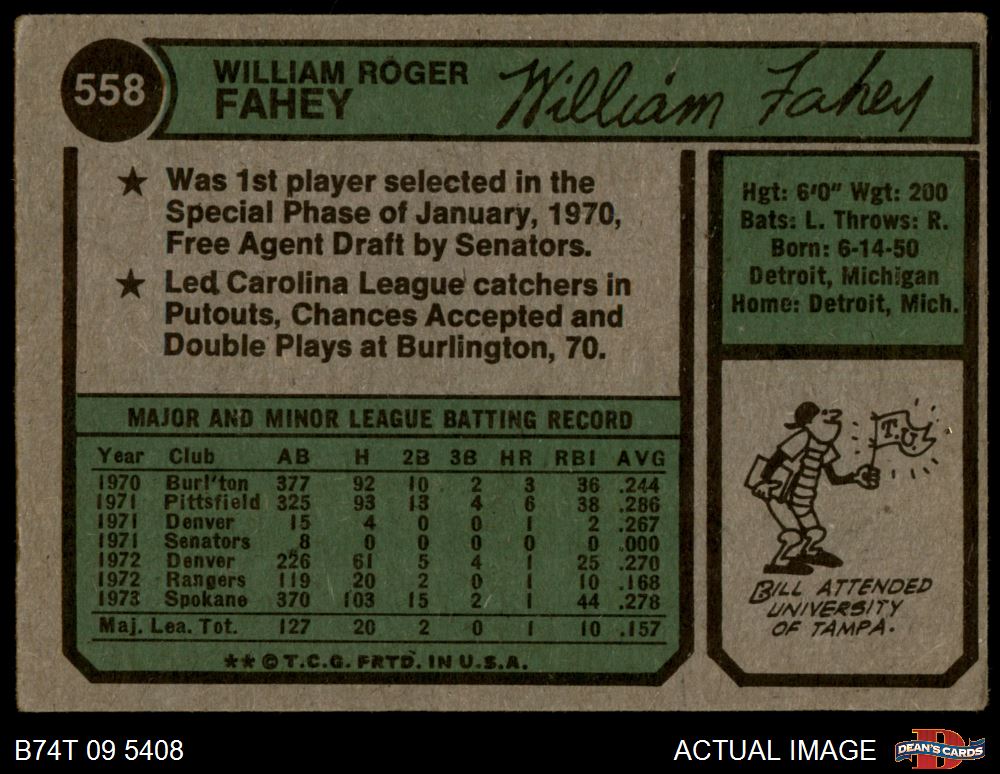 558
WILLIAM ROGER
FAHEY
William Fahey
★ Was 1st player selected in the
Special Phase of January, 1970,
Free Agent Draft by Senators.
★ Led Carolina League catchers in
Putouts, Chances Accepted and
Double Plays at Burlington, 70.
Hgt: 6'0" Wgt: 200
Bats: L. Throws: R.
Born: 6-14-50
Detroit, Michigan
Home: Detroit, Mich.
MAJOR AND MINOR LEAGUE BATTING RECORD
Year Club AB H 2B 3B HR RBI AVG
1970 Burl'ton 377 92 10 2 3 36 .244
1971 Pittsfield 325 93 13 4 6 38 .286
1971 Denver 15 4 0 0 1 2 .267
1971 Senators 8 0 0 0 0 0 .000
1972 Denver 226 61 5 4 1 25 .270
1972 Rangers 119 20 2 0 1 10 .168
1973 Spokane 370 103 15 2 1 44 .278
Maj. Lea. Tot. 127 20 2 0 1 10 .157
** © T.C.G. PRTD. IN U.S.A.
T.U.
BILL ATTENDED
UNIVERSITY
OF TAMPA.
B74T 09 5408
ACTUAL IMAGE
DEAN'S CARDS